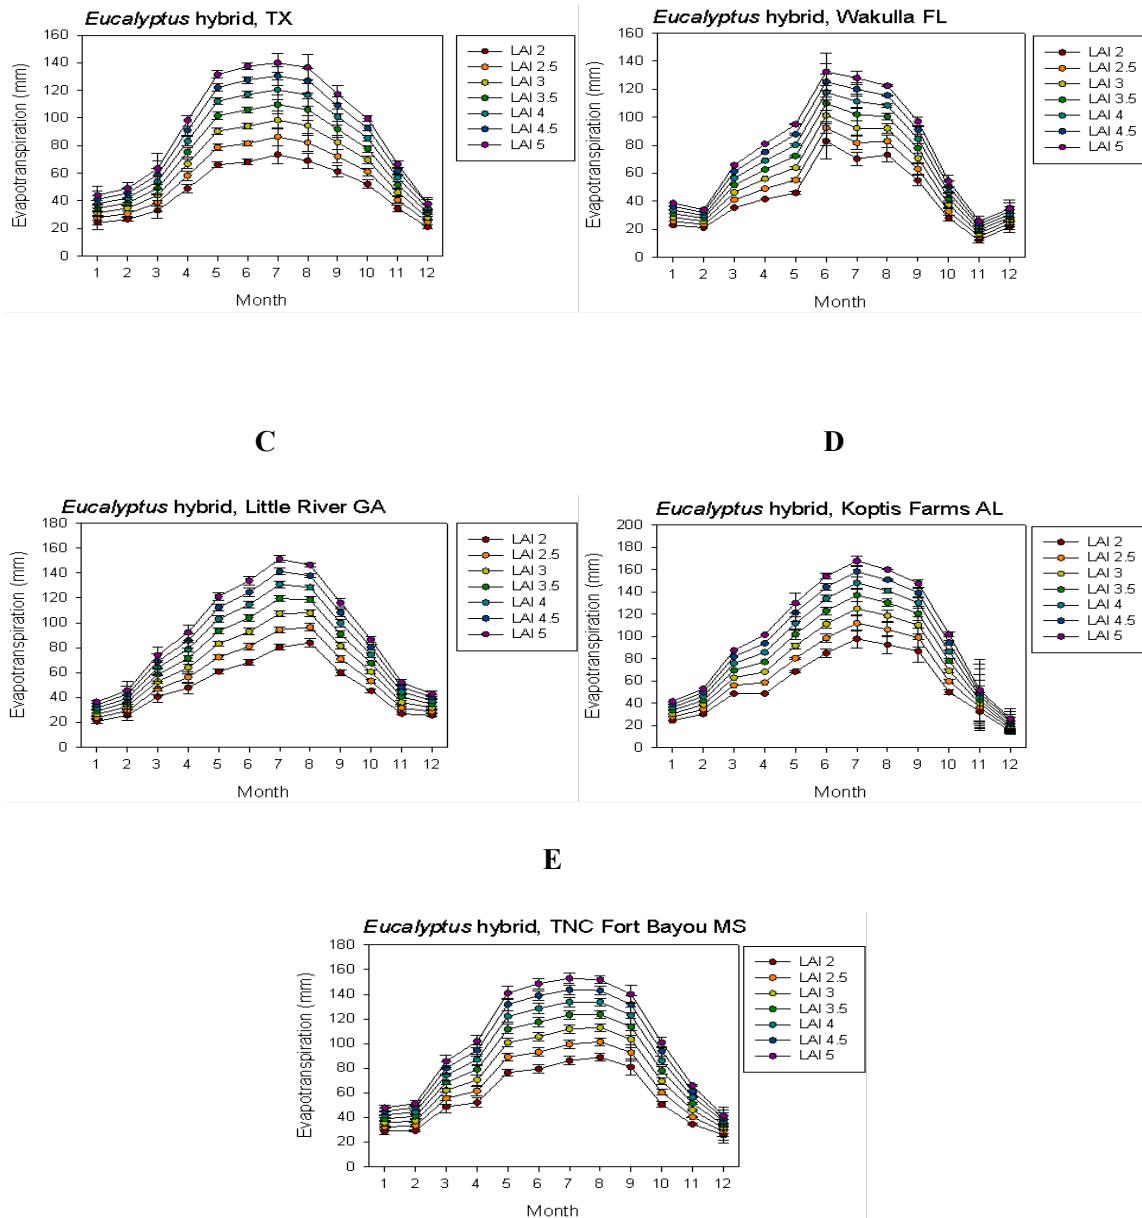 Eucalyptus hybrid, TX
160
140
120
100
80
60
40
20
0
Evapotranspiration (mm)
1 2 3 4 5 6 7 8 9 10 11 12
Month
LAI 2
LAI 2.5
LAI 3
LAI 3.5
LAI 4
LAI 4.5
LAI 5
Eucalyptus hybrid, Wakulla FL
160
140
120
100
80
60
40
20
0
Evapotranspiration (mm)
1 2 3 4 5 6 7 8 9 10 11 12
Month
LAI 2
LAI 2.5
LAI 3
LAI 3.5
LAI 4
LAI 4.5
LAI 5
C
D
Eucalyptus hybrid, Little River GA
180
160
140
120
100
80
60
40
20
0
Evapotranspiration (mm)
1 2 3 4 5 6 7 8 9 10 11 12
Month
LAI 2
LAI 2.5
LAI 3
LAI 3.5
LAI 4
LAI 4.5
LAI 5
Eucalyptus hybrid, Koptis Farms AL
200
180
160
140
120
100
80
60
40
20
0
Evapotranspiration (mm)
1 2 3 4 5 6 7 8 9 10 11 12
Month
LAI 2
LAI 2.5
LAI 3
LAI 3.5
LAI 4
LAI 4.5
LAI 5
E
Eucalyptus hybrid, TNC Fort Bayou MS
180
160
140
120
100
80
60
40
20
0
Evapotranspiration (mm)
1 2 3 4 5 6 7 8 9 10 11 12
Month
LAI 2
LAI 2.5
LAI 3
LAI 3.5
LAI 4
LAI 4.5
LAI 5